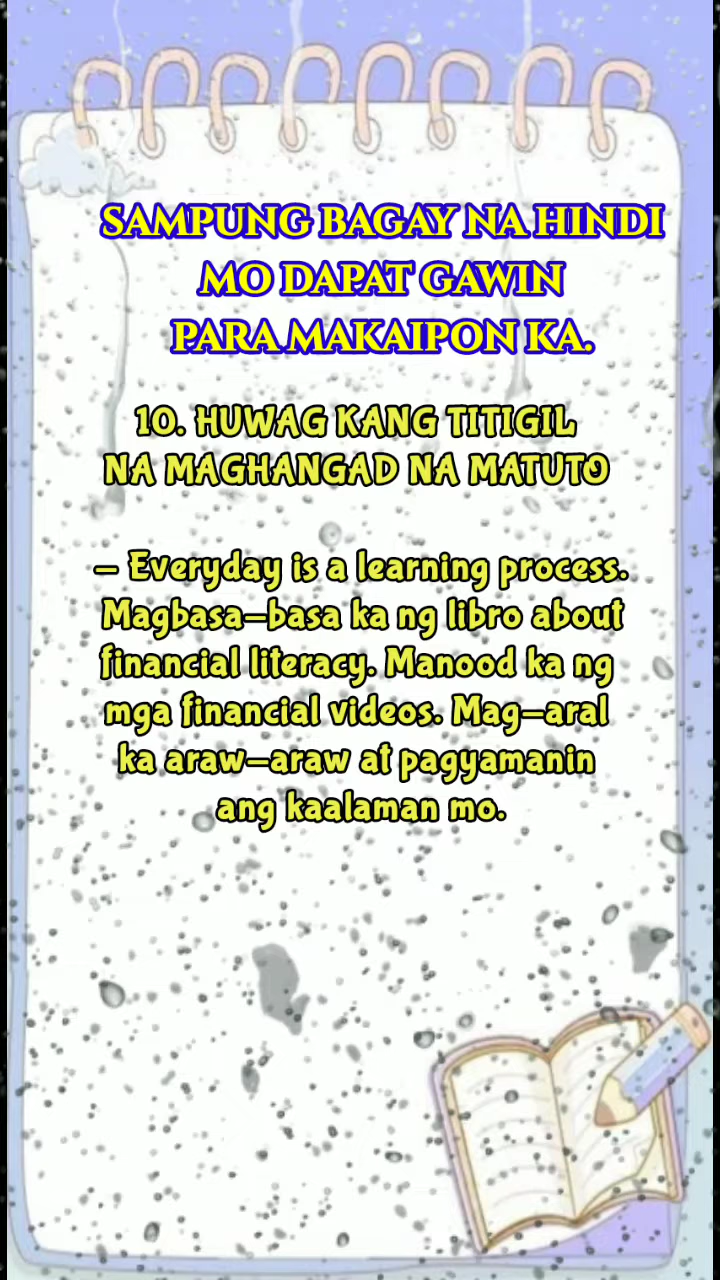 SAMPUNG BAGAY NA HINDI
MO DAPAT GAWIN
PARA MAKAIPON KA.
10. HUWAG KANG TITIGIL
NA MAGHANGAD NA MATUTO
- Everyday is a learning process.
Magbasa-basa ka ng libro about
financial literacy. Manood ka ng
mga financial videos. Mag-aral
ka araw-araw at pagyamanin
ang kaalaman mo.